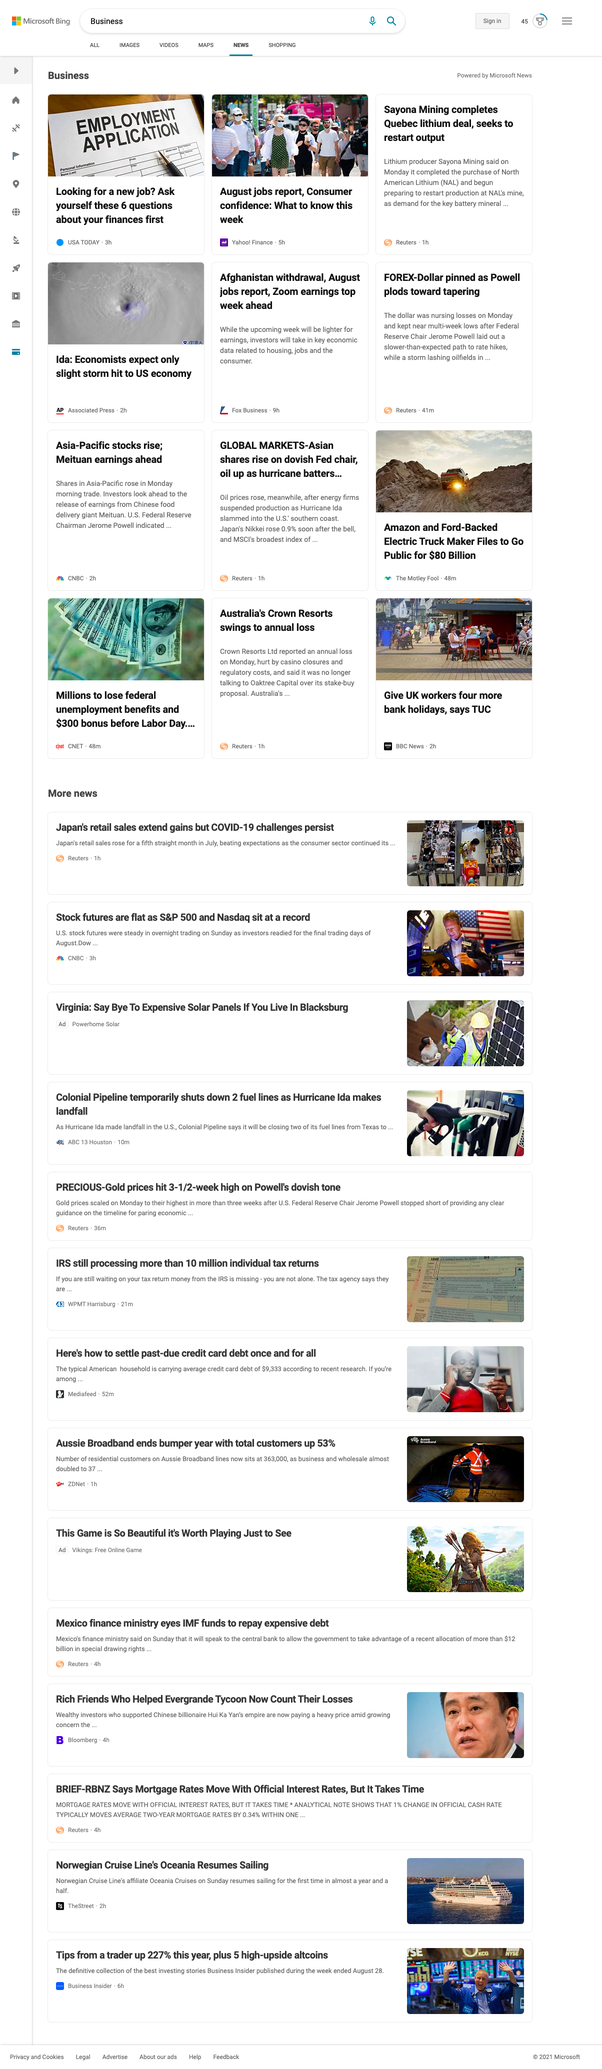 Microsoft Bing
Business
Sign in
45
ALL
IMAGES
VIDEOS
MAPS
NEWS
SHOPPING
Business
Powered by Microsoft News
EMPLOYMENT
APPLICATION
Looking for a new job? Ask
yourself these 6 questions
about your finances first
USA TODAY · 3h
August jobs report, Consumer
confidence: What to know this
week
Yahoo! Finance · 5h
Sayona Mining completes
Quebec lithium deal, seeks to
restart output
Lithium producer Sayona Mining said on
Monday it completed the purchase of North
American Lithium (NAL) and begun
preparing to restart production at NAL's mine,
as demand for the key battery mineral ...
Reuters · 1h
Ida: Economists expect only
slight storm hit to US economy
AP
Associated Press · 2h
Afghanistan withdrawal, August
jobs report, Zoom earnings top
week ahead
While the upcoming week will be lighter for
earnings, investors will take in key economic
data related to housing, jobs and the
consumer.
Fox Business · 9h
FOREX-Dollar pinned as Powell
plods toward tapering
The dollar was nursing losses on Monday
and kept near multi-week lows after Federal
Reserve Chair Jerome Powell laid out a
slower-than-expected path to rate hikes,
while a storm lashing oilfields in ...
Reuters · 41m
Asia-Pacific stocks rise;
Meituan earnings ahead
Shares in Asia-Pacific rose in Monday
morning trade. Investors look ahead to the
release of earnings from Chinese food
delivery giant Meituan. U.S. Federal Reserve
Chairman Jerome Powell indicated ...
CNBC · 2h
GLOBAL MARKETS-Asian
shares rise on dovish Fed chair,
oil up as hurricane batters...
Oil prices rose, meanwhile, after energy firms
suspended production as Hurricane Ida
slammed into the U.S.' southern coast.
Japan's Nikkei rose 0.9% soon after the bell,
and MSCI's broadest index of ...
Reuters · 1h
Amazon and Ford-Backed
Electric Truck Maker Files to Go
Public for $80 Billion
The Motley Fool · 48m
Millions to lose federal
unemployment benefits and
$300 bonus before Labor Day....
CNET · 48m
Australia's Crown Resorts
swings to annual loss
Crown Resorts Ltd reported an annual loss
on Monday, hurt by casino closures and
regulatory costs, and said it was no longer
talking to Oaktree Capital over its stake-buy
proposal. Australia's ...
Reuters · 1h
Give UK workers four more
bank holidays, says TUC
BBC News · 2h
More news
Japan's retail sales extend gains but COVID-19 challenges persist
Japan's retail sales rose for a fifth straight month in July, beating expectations as the consumer sector continued its ...
Reuters · 1h
Stock futures are flat as S&P 500 and Nasdaq sit at a record
U.S. stock futures were steady in overnight trading on Sunday as investors readied for the final trading days of
August.Dow ...
CNBC · 3h
Virginia: Say Bye To Expensive Solar Panels If You Live In Blacksburg
Ad Powerhome Solar
Colonial Pipeline temporarily shuts down 2 fuel lines as Hurricane Ida makes
landfall
As Hurricane Ida made landfall in the U.S., Colonial Pipeline says it will be closing two of its fuel lines from Texas to ...
ABC 13 Houston · 10m
PRECIOUS-Gold prices hit 3-1/2-week high on Powell's dovish tone
Gold prices scaled on Monday to their highest in more than three weeks after U.S. Federal Reserve Chair Jerome Powell stopped short of providing any clear
guidance on the timeline for paring economic ...
Reuters · 36m
IRS still processing more than 10 million individual tax returns
If you are still waiting on your tax return money from the IRS is missing - you are not alone. The tax agency says they
are ...
WPMT Harrisburg · 21m
Here's how to settle past-due credit card debt once and for all
The typical American household is carrying average credit card debt of $9,333 according to recent research. If you're
among ...
Mediafeed · 52m
Aussie Broadband ends bumper year with total customers up 53%
Number of residential customers on Aussie Broadband lines now sits at 363,000, as business and wholesale almost
doubled to 37 ...
ZDNet · 1h
Aussie
Broadband
This Game is So Beautiful it's Worth Playing Just to See
Ad Vikings: Free Online Game
Mexico finance ministry eyes IMF funds to repay expensive debt
Mexico's finance ministry said on Sunday that it will speak to the central bank to allow the government to take advantage of a recent allocation of more than $12
billion in special drawing rights ...
Reuters · 4h
Rich Friends Who Helped Evergrande Tycoon Now Count Their Losses
Wealthy investors who supported Chinese billionaire Hui Ka Yan's empire are now paying a heavy price amid growing
concern the ...
Bloomberg · 4h
BRIEF-RBNZ Says Mortgage Rates Move With Official Interest Rates, But It Takes Time
MORTGAGE RATES MOVE WITH OFFICIAL INTEREST RATES, BUT IT TAKES TIME * ANALYTICAL NOTE SHOWS THAT 1% CHANGE IN OFFICIAL CASH RATE
TYPICALLY MOVES AVERAGE TWO-YEAR MORTGAGE RATES BY 0.34% WITHIN ONE ...
Reuters · 4h
Norwegian Cruise Line's Oceania Resumes Sailing
Norwegian Cruise Line's affiliate Oceania Cruises on Sunday resumes sailing for the first time in almost a year and a
half.
TheStreet · 2h
Tips from a trader up 227% this year, plus 5 high-upside altcoins
The definitive collection of the best investing stories Business Insider published during the week ended August 28.
Business Insider · 6h
Privacy and Cookies
Legal
Advertise
About our ads
Help
Feedback
© 2021 Microsoft